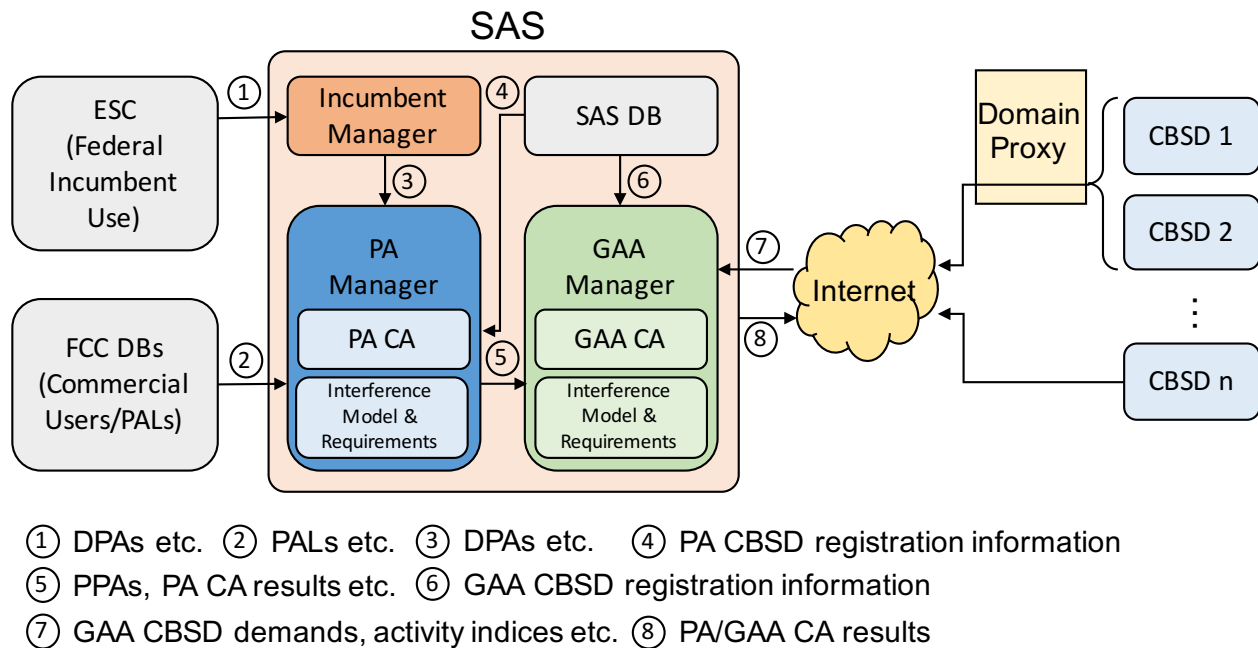 SAS
ESC
(Federal
Incumbent
Use)
①
Incumbent
Manager
④
SAS DB
③
⑥
Domain
Proxy
CBSD 1
CBSD 2
⋮
CBSD n
FCC DBs
(Commercial
Users/PALs)
②
PA
Manager
PA CA
Interference
Model &
Requirements
⑤
GAA
Manager
GAA CA
Interference
Model &
Requirements
⑦
⑧
Internet
① DPAs etc. ② PALs etc. ③ DPAs etc. ④ PA CBSD registration information
⑤ PPAs, PA CA results etc. ⑥ GAA CBSD registration information
⑦ GAA CBSD demands, activity indices etc. ⑧ PA/GAA CA results